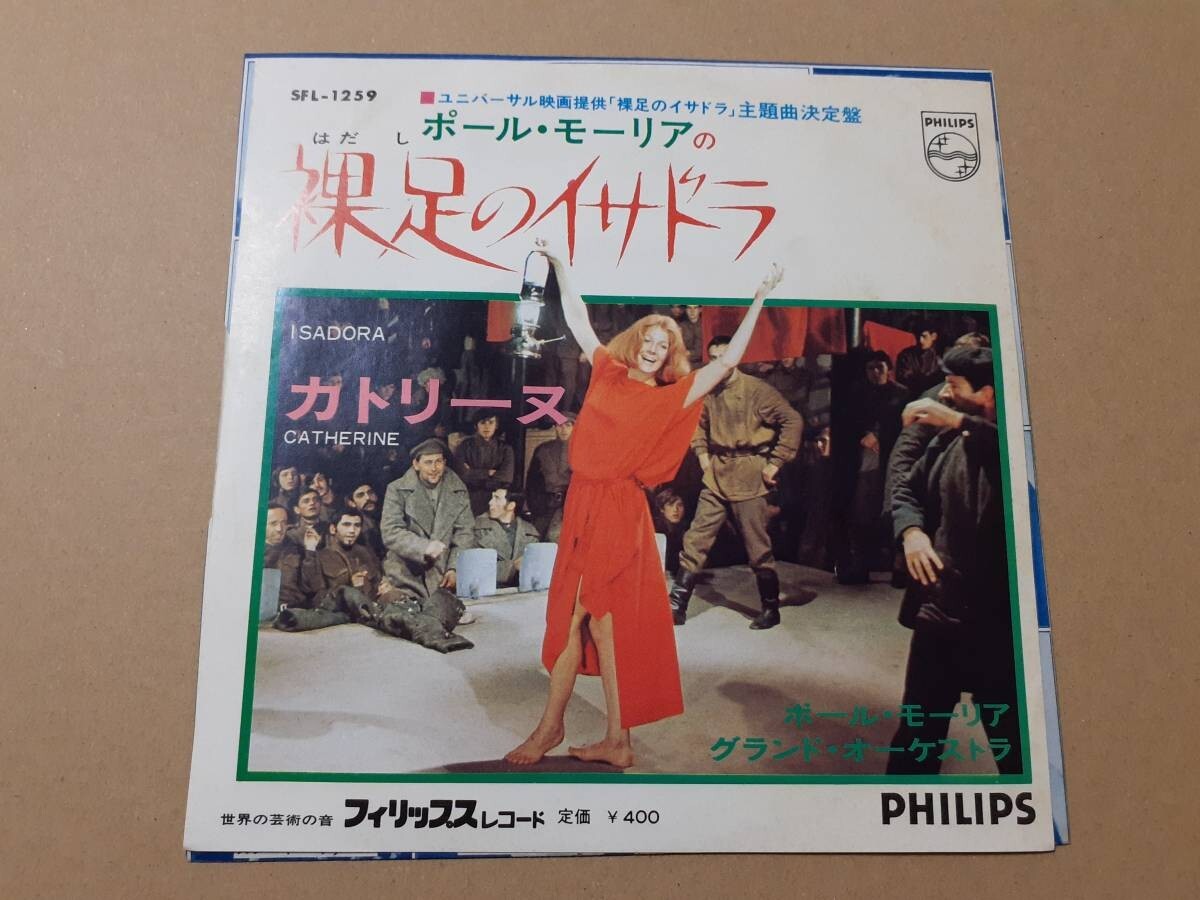 SFL-1259
■ユニバーサル映画提供「裸足のイサドラ」主題曲決定盤
ポール・モーリアの
はだし
裸足のイサドラ
PHILIPS
ISADORA
カトリーヌ
CATHERINE
ポール・モーリア
グランド・オーケストラ
世界の芸術の音 フィリップスレコード 定価 ¥400
PHILIPS